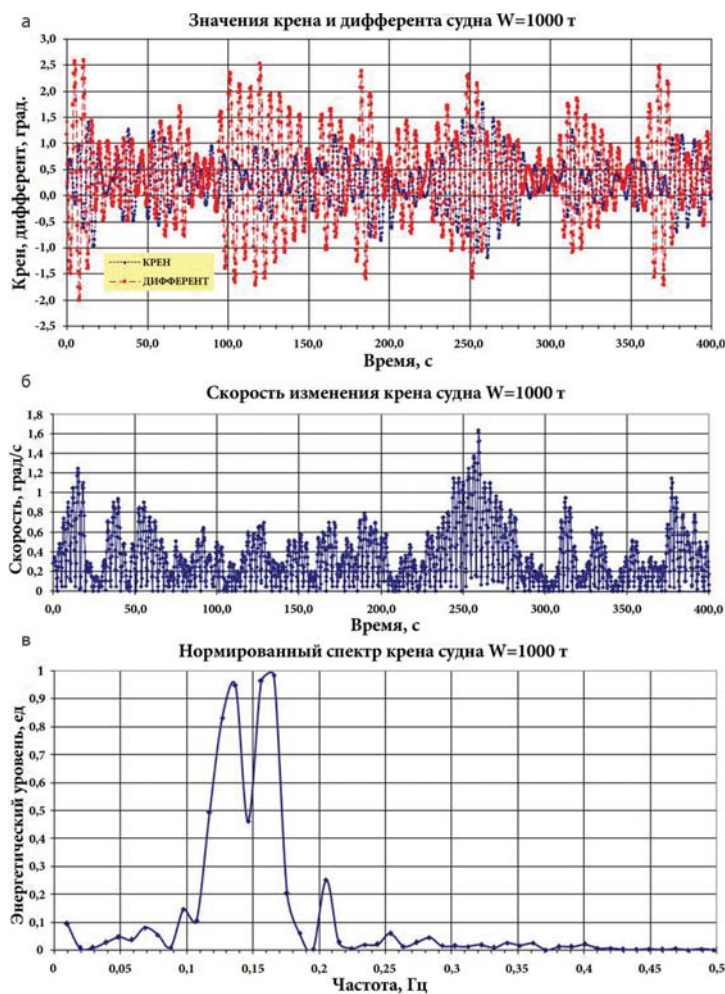 а
Значения крена и дифферента судна W=1000 т
Крен, дифферент, град.
3,0
2,5
2,0
1,5
1,0
0,5
0,0
-0,5
-1,0
-1,5
-2,0
-2,5
КРЕН
ДИФФЕРЕНТ
0,0 50,0 100,0 150,0 200,0 250,0 300,0 350,0 400,0
Время, с
б
Скорость изменения крена судна W=1000 т
Скорость, град/с
1,8
1,6
1,4
1,2
1
0,8
0,6
0,4
0,2
0
0,0 50,0 100,0 150,0 200,0 250,0 300,0 350,0 400,0
Время, с
в
Нормированный спектр крена судна W=1000 т
Энергетический уровень, ед
1
0,9
0,8
0,7
0,6
0,5
0,4
0,3
0,2
0,1
0
0 0,05 0,1 0,15 0,2 0,25 0,3 0,35 0,4 0,45 0,5
Частота, Гц